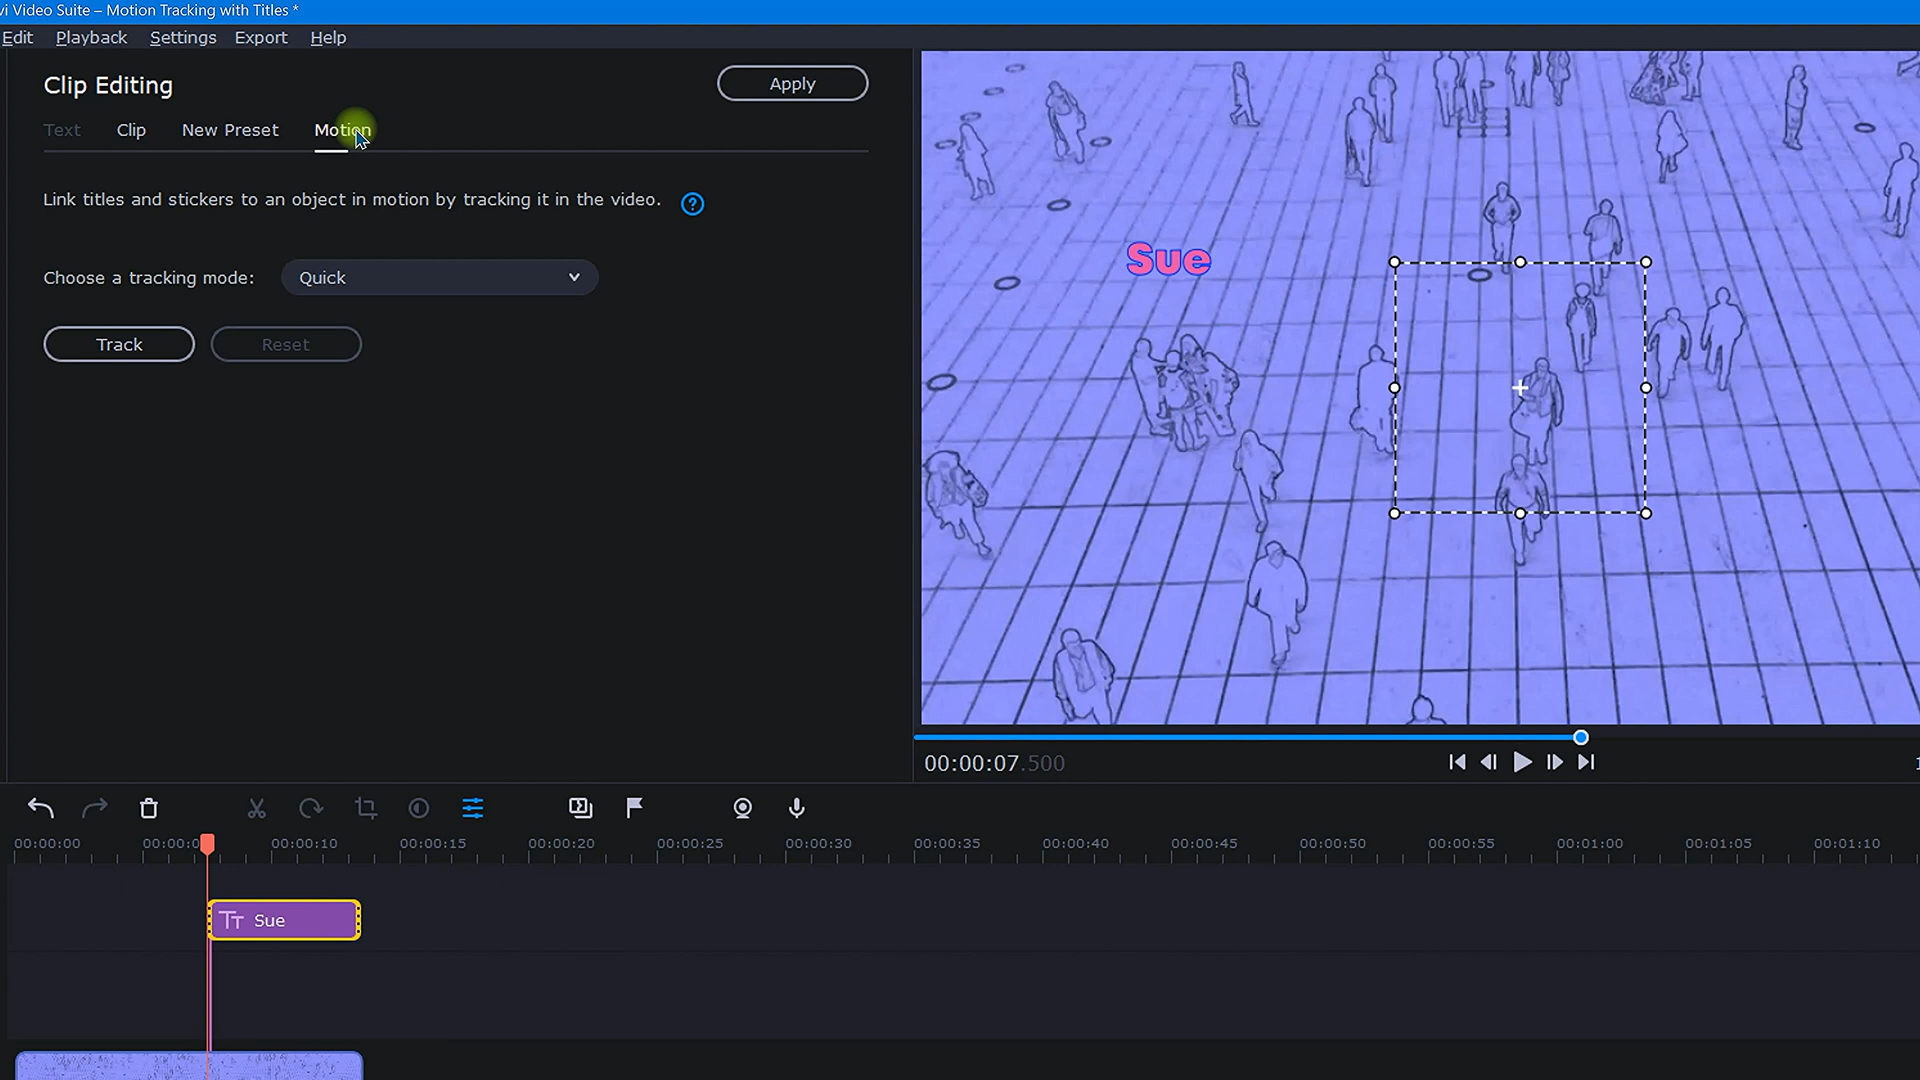 vi Video Suite – Motion Tracking with Titles *
Edit Playback Settings Export Help
Clip Editing
Apply
Text Clip New Preset Motion
Link titles and stickers to an object in motion by tracking it in the video. ?
Choose a tracking mode: Quick
Track Reset
Sue
00:00:07.500
00:00:00 00:00:0 00:00:10 00:00:15 00:00:20 00:00:25 00:00:30 00:00:35 00:00:40 00:00:45 00:00:50 00:00:55 00:01:00 00:01:05 00:01:10
TT Sue